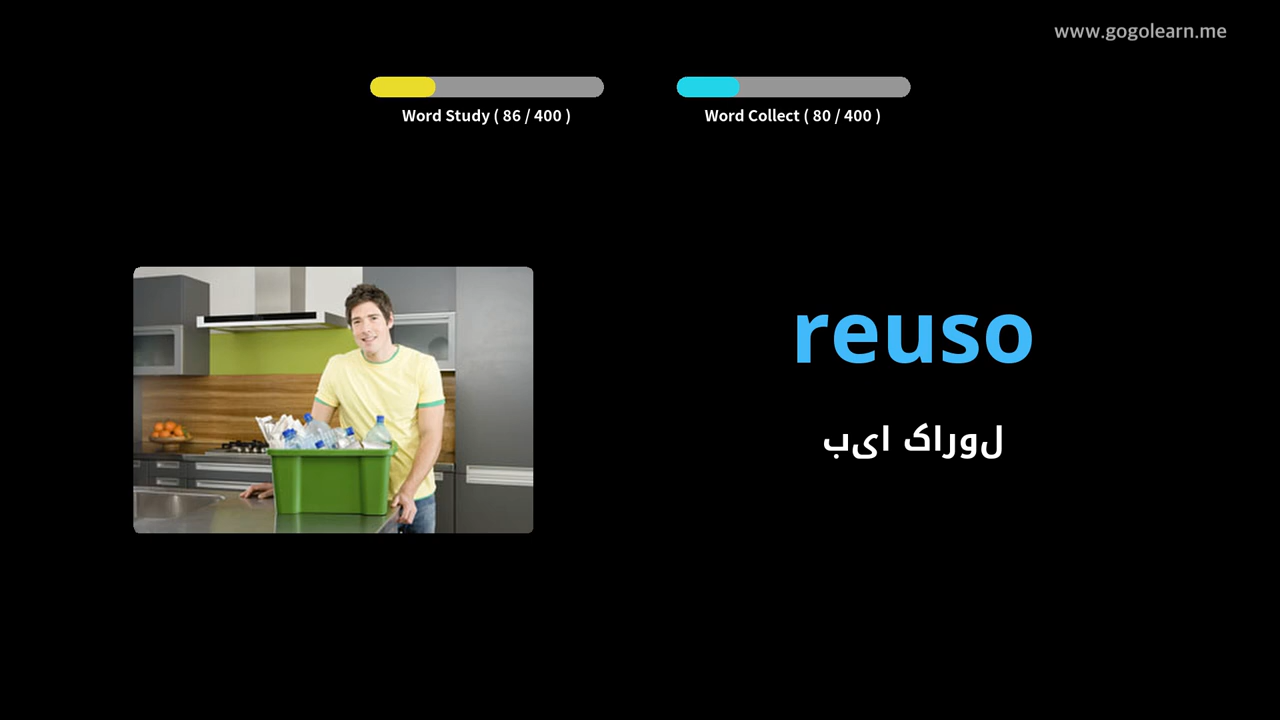 www.gogolearn.me
Word Study ( 86 / 400 )
Word Collect ( 80 / 400 )
reuso
لوراک ایب